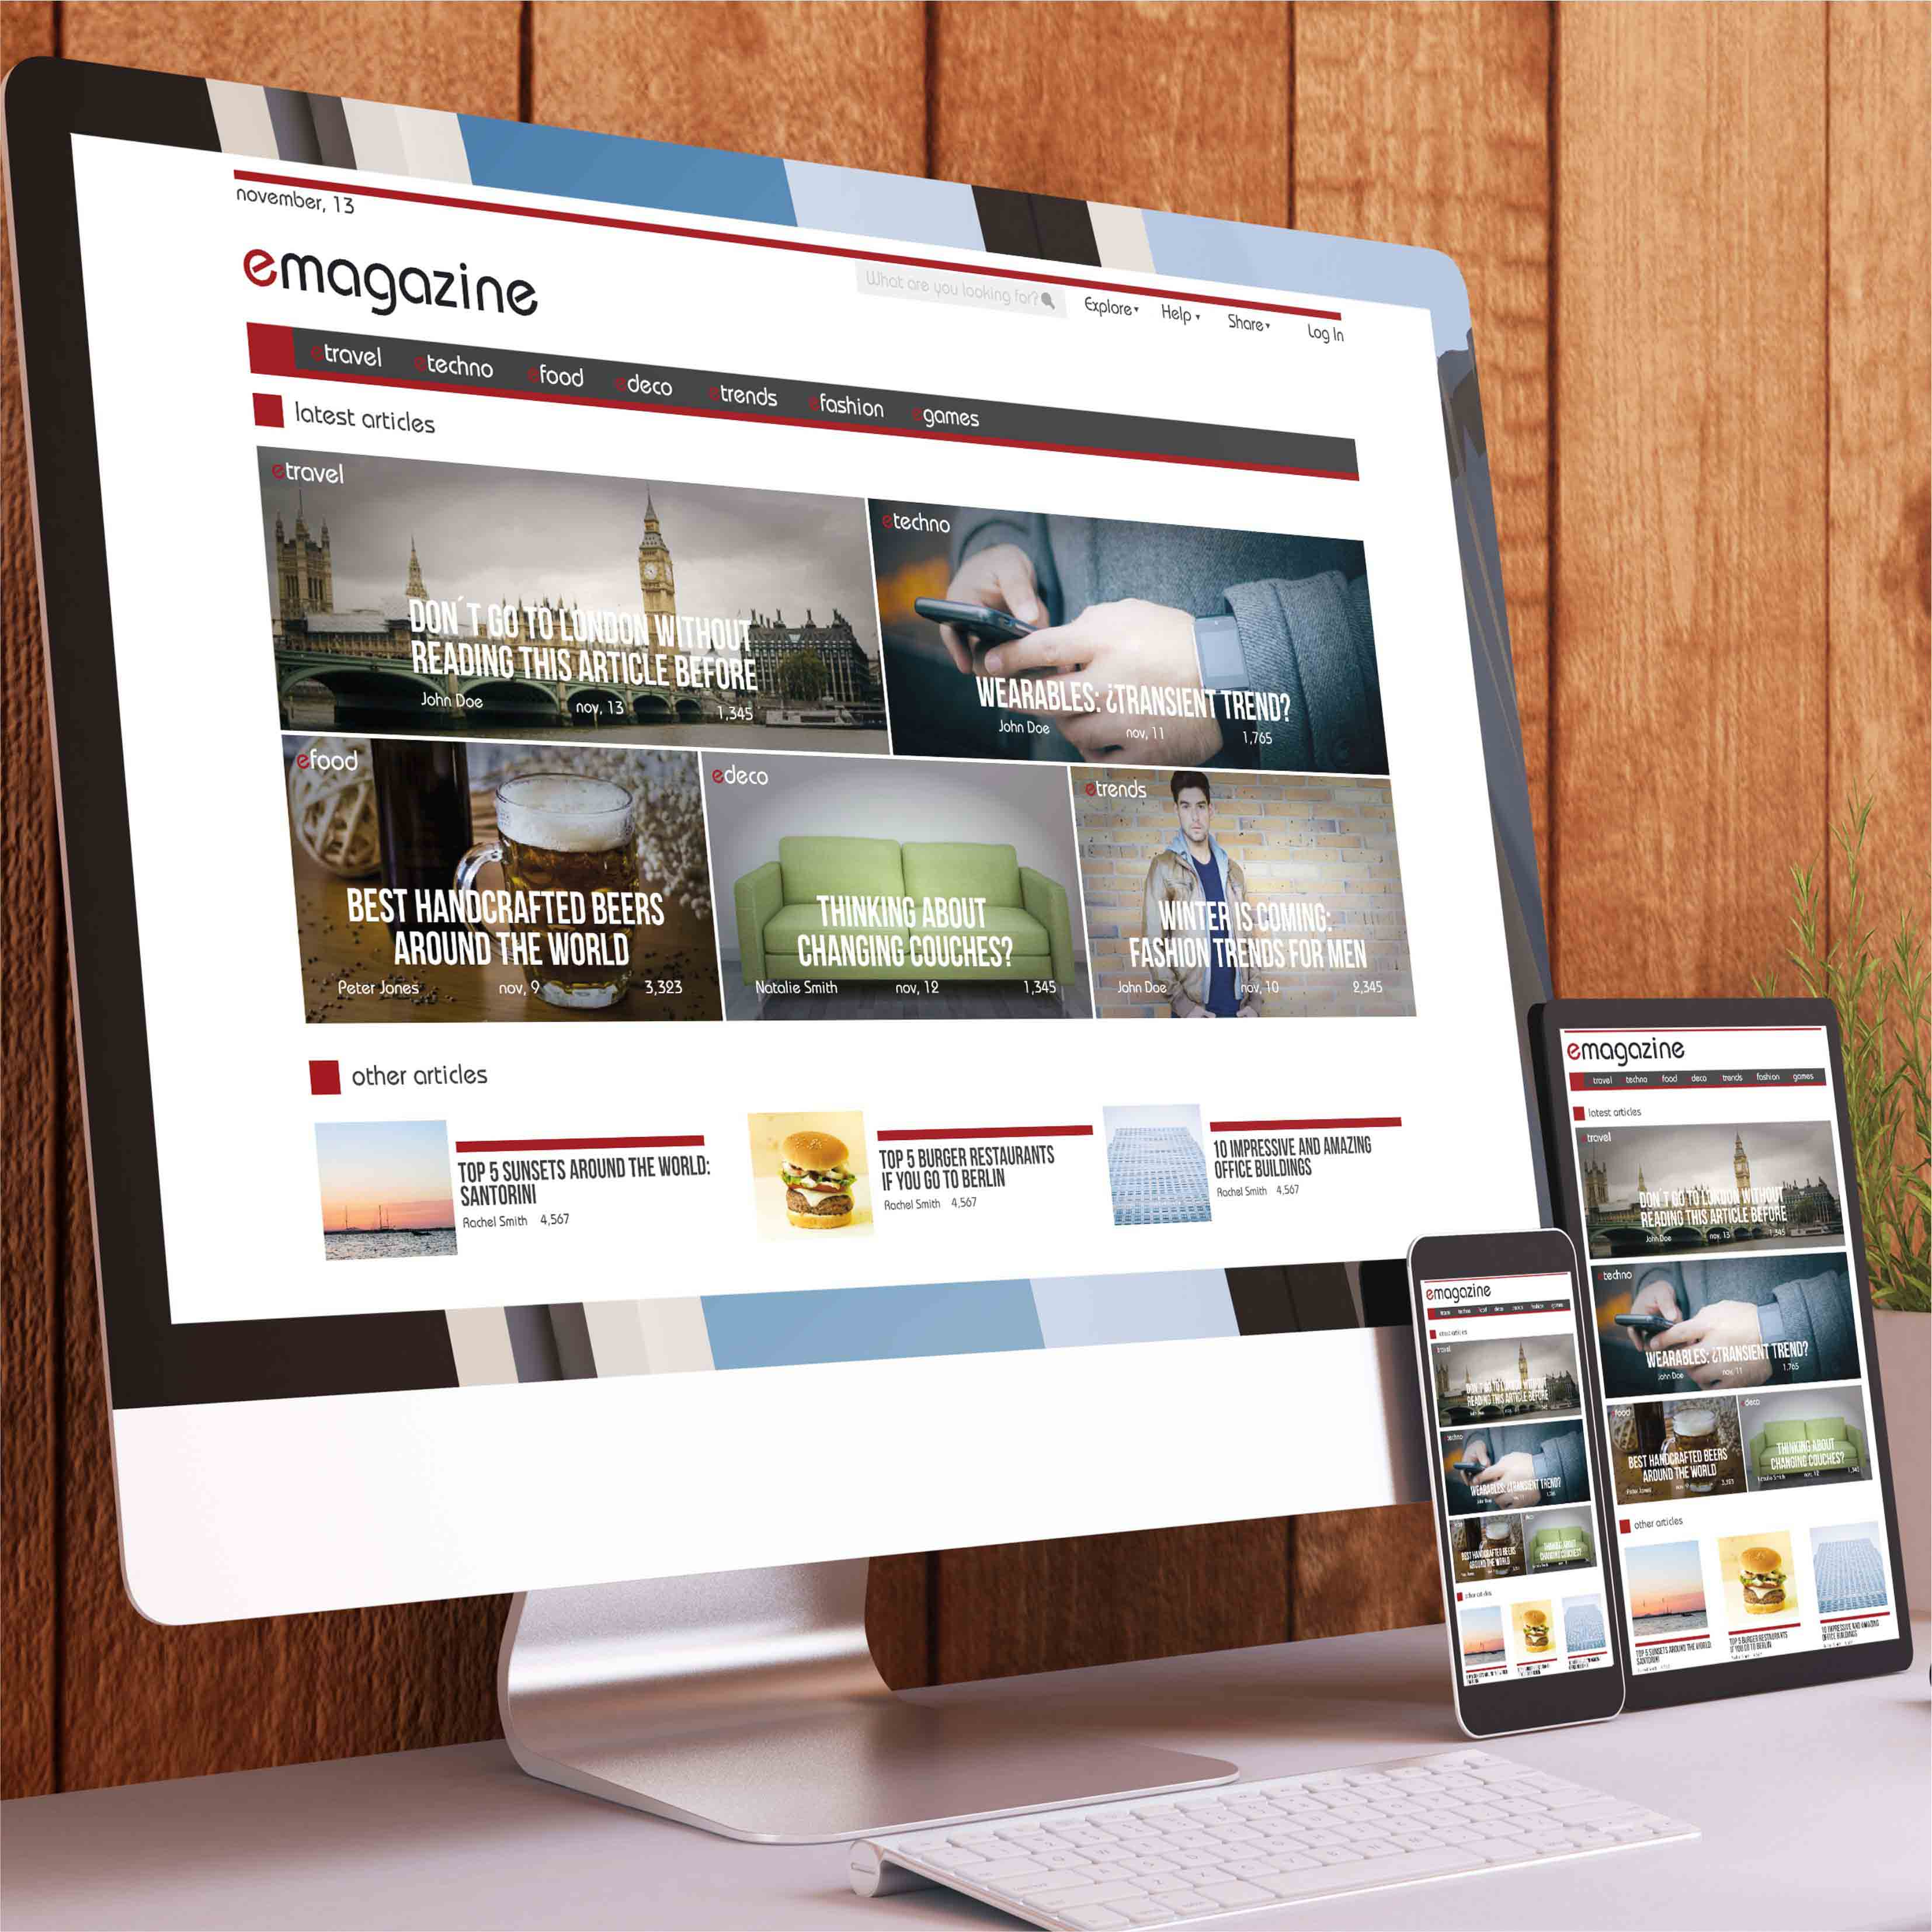 november, 13
emagazine
What are you looking for?
Explore
Help
Share
Log In
etravel etechno efood edeco etrends efashion egames
latest articles
etravel
DON´T GO TO LONDON WITHOUT
READING THIS ARTICLE BEFORE
John Doe nov, 13 1,345
etechno
WEARABLES: ¿TRANSIENT TREND?
John Doe nov, 11 1,765
efood
BEST HANDCRAFTED BEERS
AROUND THE WORLD
Peter Jones nov, 9 3,323
edeco
THINKING ABOUT
CHANGING COUCHES?
Natalie Smith nov, 12 1,345
etrends
WINTER IS COMING:
FASHION TRENDS FOR MEN
John Doe nov, 10 2,345
other articles
TOP 5 SUNSETS AROUND THE WORLD:
SANTORINI
Rachel Smith 4,567
TOP 5 BURGER RESTAURANTS
IF YOU GO TO BERLIN
Rachel Smith 4,567
10 IMPRESSIVE AND AMAZING
OFFICE BUILDINGS
Rachel Smith 4,567
emagazine
travel techno food deco trends fashion games
latest articles
travel
DON´T GO TO LONDON WITHOUT
READING THIS ARTICLE BEFORE
John Doe nov, 13 1,345
techno
WEARABLES: ¿TRANSIENT TREND?
John Doe nov, 11 1,765
food
BEST HANDCRAFTED BEERS
AROUND THE WORLD
Peter Jones 3,323
deco
THINKING ABOUT
CHANGING COUCHES?
Natalie Smith nov, 12 1,345
other articles
TOP 5 SUNSETS AROUND THE WORLD:
SANTORINI
TOP 5 BURGER RESTAURANTS
IF YOU GO TO BERLIN
10 IMPRESSIVE AND AMAZING
OFFICE BUILDINGS
emagazine
latest articles
travel
DON´T GO TO LONDON WITHOUT
READING THIS ARTICLE BEFORE
techno
WEARABLES: ¿TRANSIENT TREND?
BEST HANDCRAFTED BEERS
AROUND THE WORLD
THINKING ABOUT
CHANGING COUCHES?
other articles